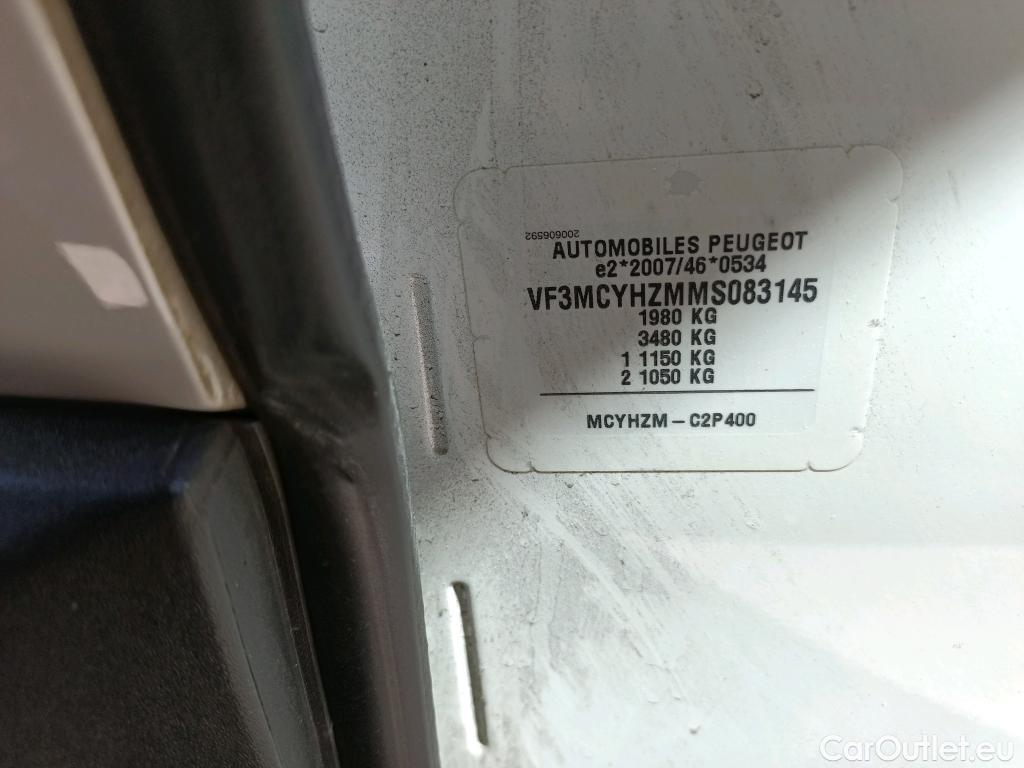 200606592
AUTOMOBILES PEUGEOT
e2*2007/46*0534
VF3MCYHZMMS083145
1980 KG
3480 KG
1 1150 KG
2 1050 KG
MCYHZM - C2P400
CarOutlet.eu